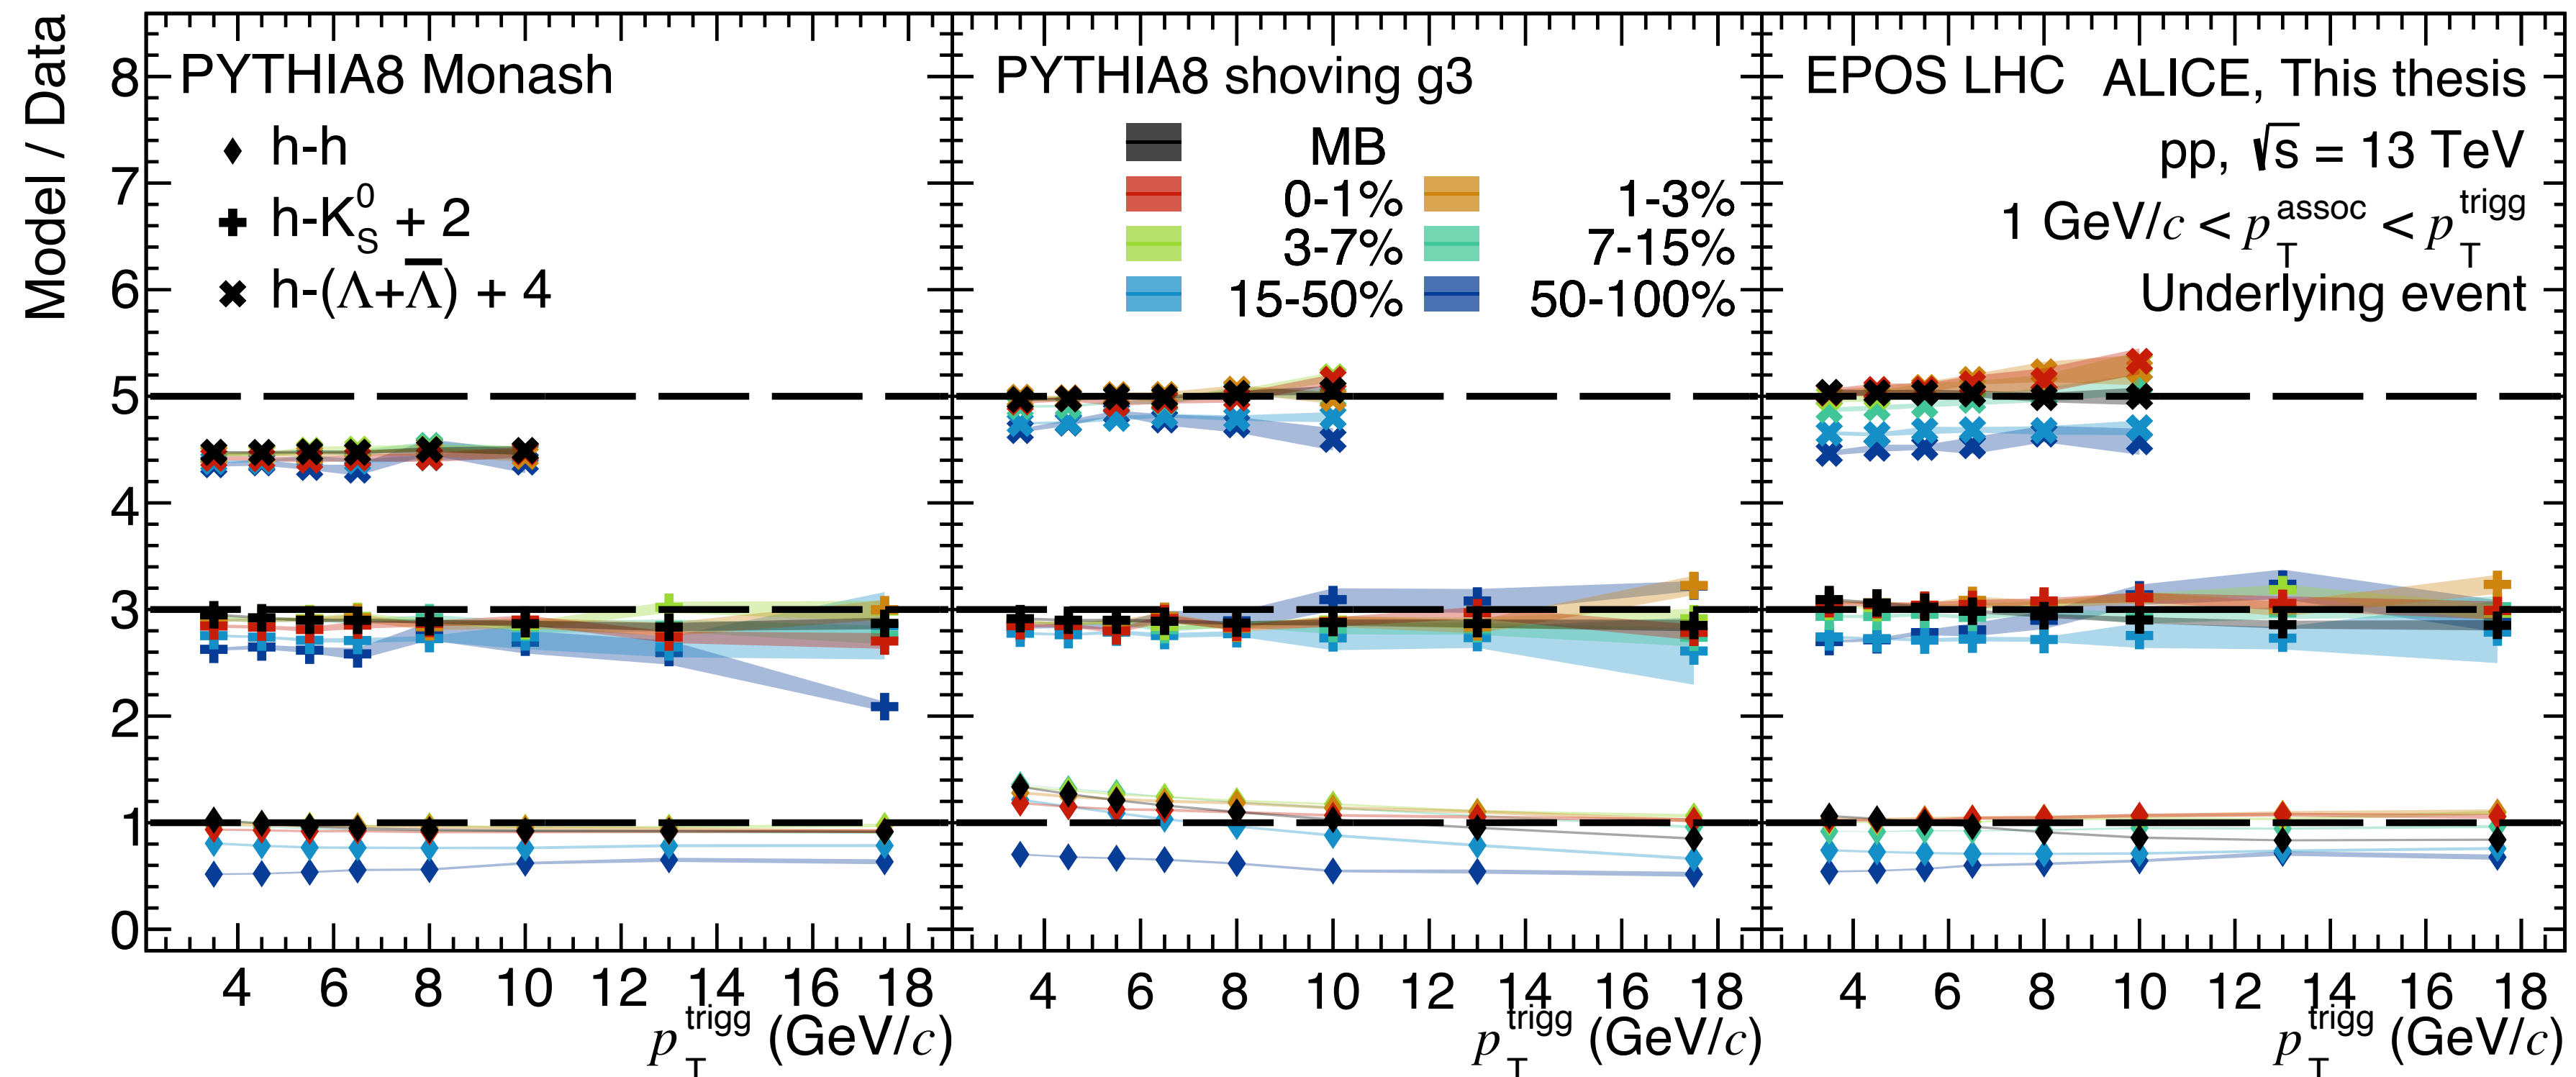 Model / Data
8
7
6
5
4
3
2
1
0
PYTHIA8 Monash
h-h
h-K⁰_S + 2
h-(Λ+Λ̅) + 4
PYTHIA8 shoving g3
MB
0-1% 1-3%
3-7% 7-15%
15-50% 50-100%
EPOS LHC ALICE, This thesis
pp, √s = 13 TeV
1 GeV/c < p_T^assoc < p_T^trigg
Underlying event
4 6 8 10 12 14 16 18
p_T^trigg (GeV/c)
4 6 8 10 12 14 16 18
p_T^trigg (GeV/c)
4 6 8 10 12 14 16 18
p_T^trigg (GeV/c)